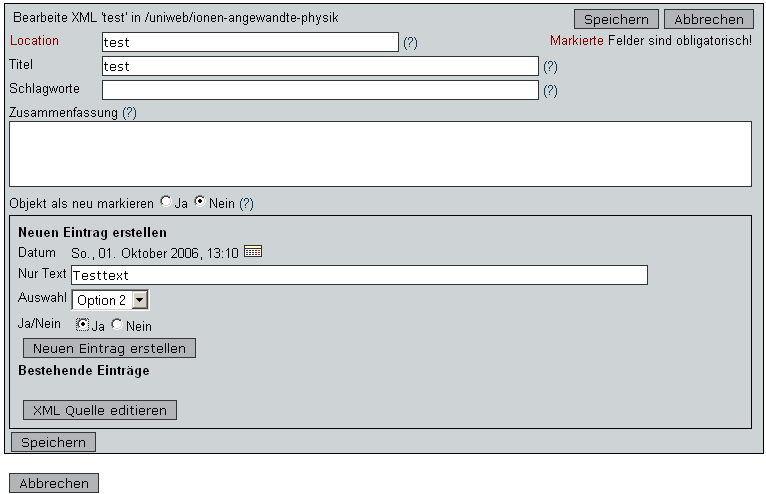 Bearbeite XML 'test' in /uniweb/ionen-angewandte-physik Speichern Abbrechen
Location test (?) Markierte Felder sind obligatorisch!
Titel test (?)
Schlagworte (?)
Zusammenfassung (?)
Objekt als neu markieren Ja Nein (?)
Neuen Eintrag erstellen
Datum So., 01. Oktober 2006, 13:10
Nur Text Testtext
Auswahl Option 2
Ja/Nein Ja Nein
Neuen Eintrag erstellen
Bestehende Einträge
XML Quelle editieren
Speichern
Abbrechen